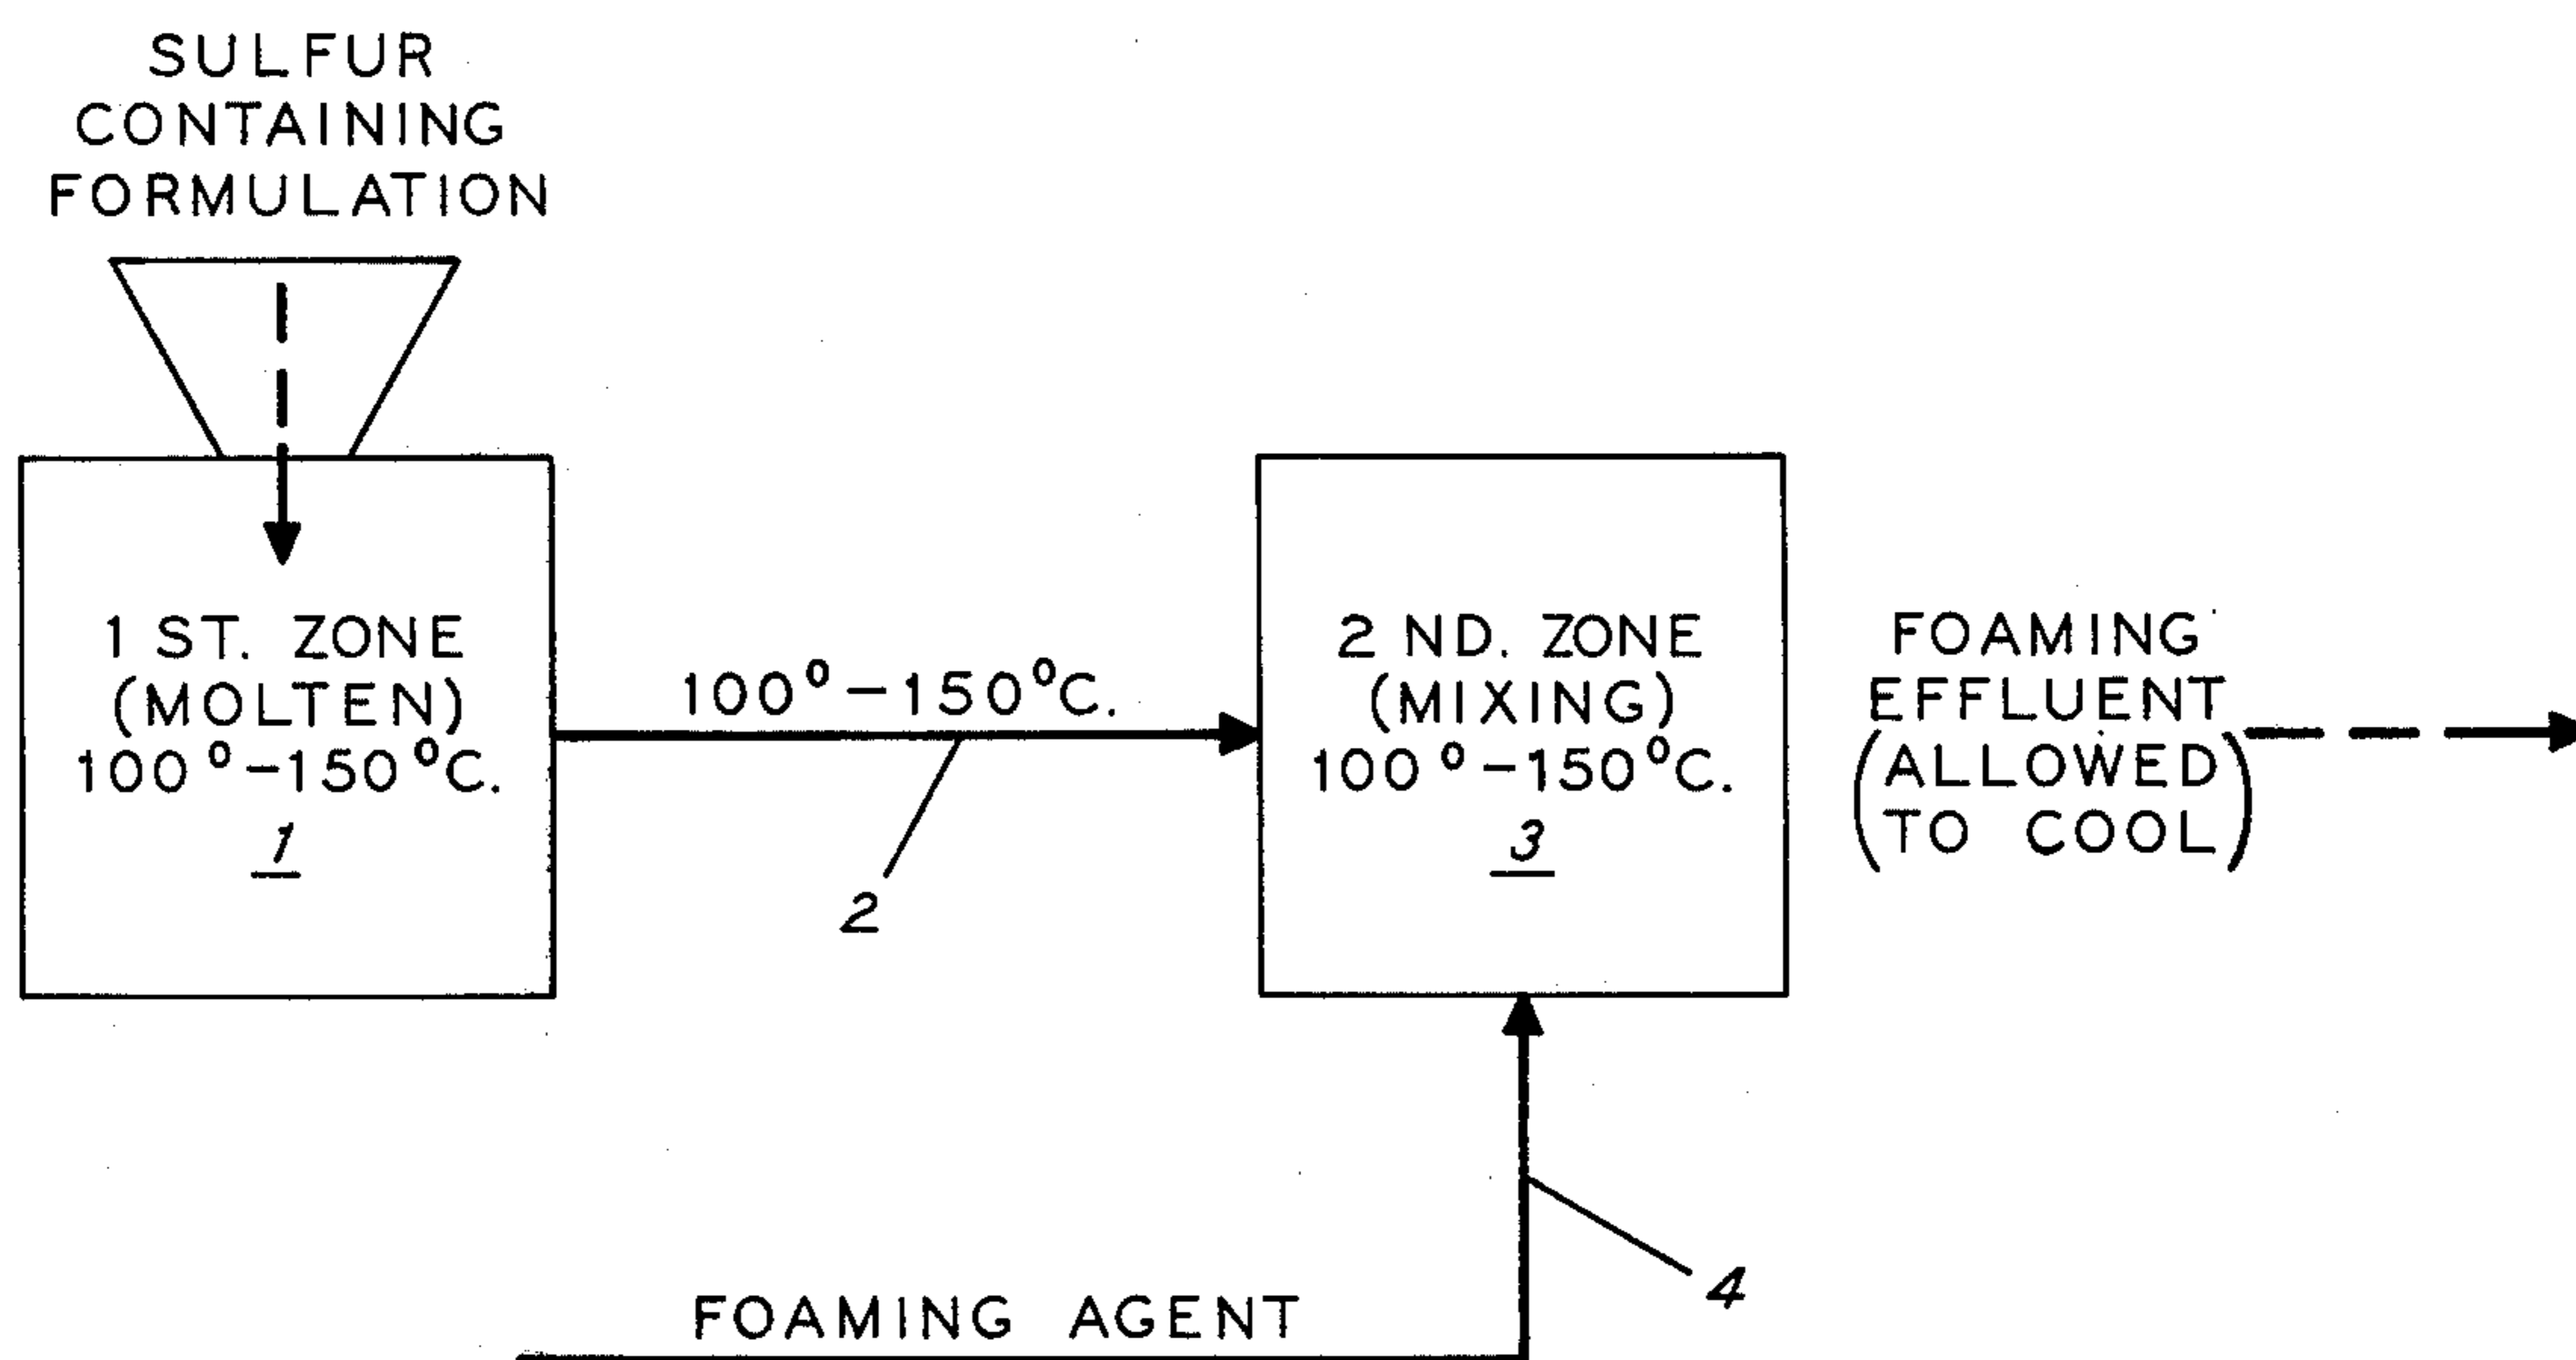 SULFUR
CONTAINING
FORMULATION
1 ST. ZONE
(MOLTEN)
100°-150°C.
1
100°-150°C.
2
2 ND. ZONE
(MIXING)
100°-150°C.
3
FOAMING
EFFLUENT
(ALLOWED
TO COOL)
4
FOAMING AGENT